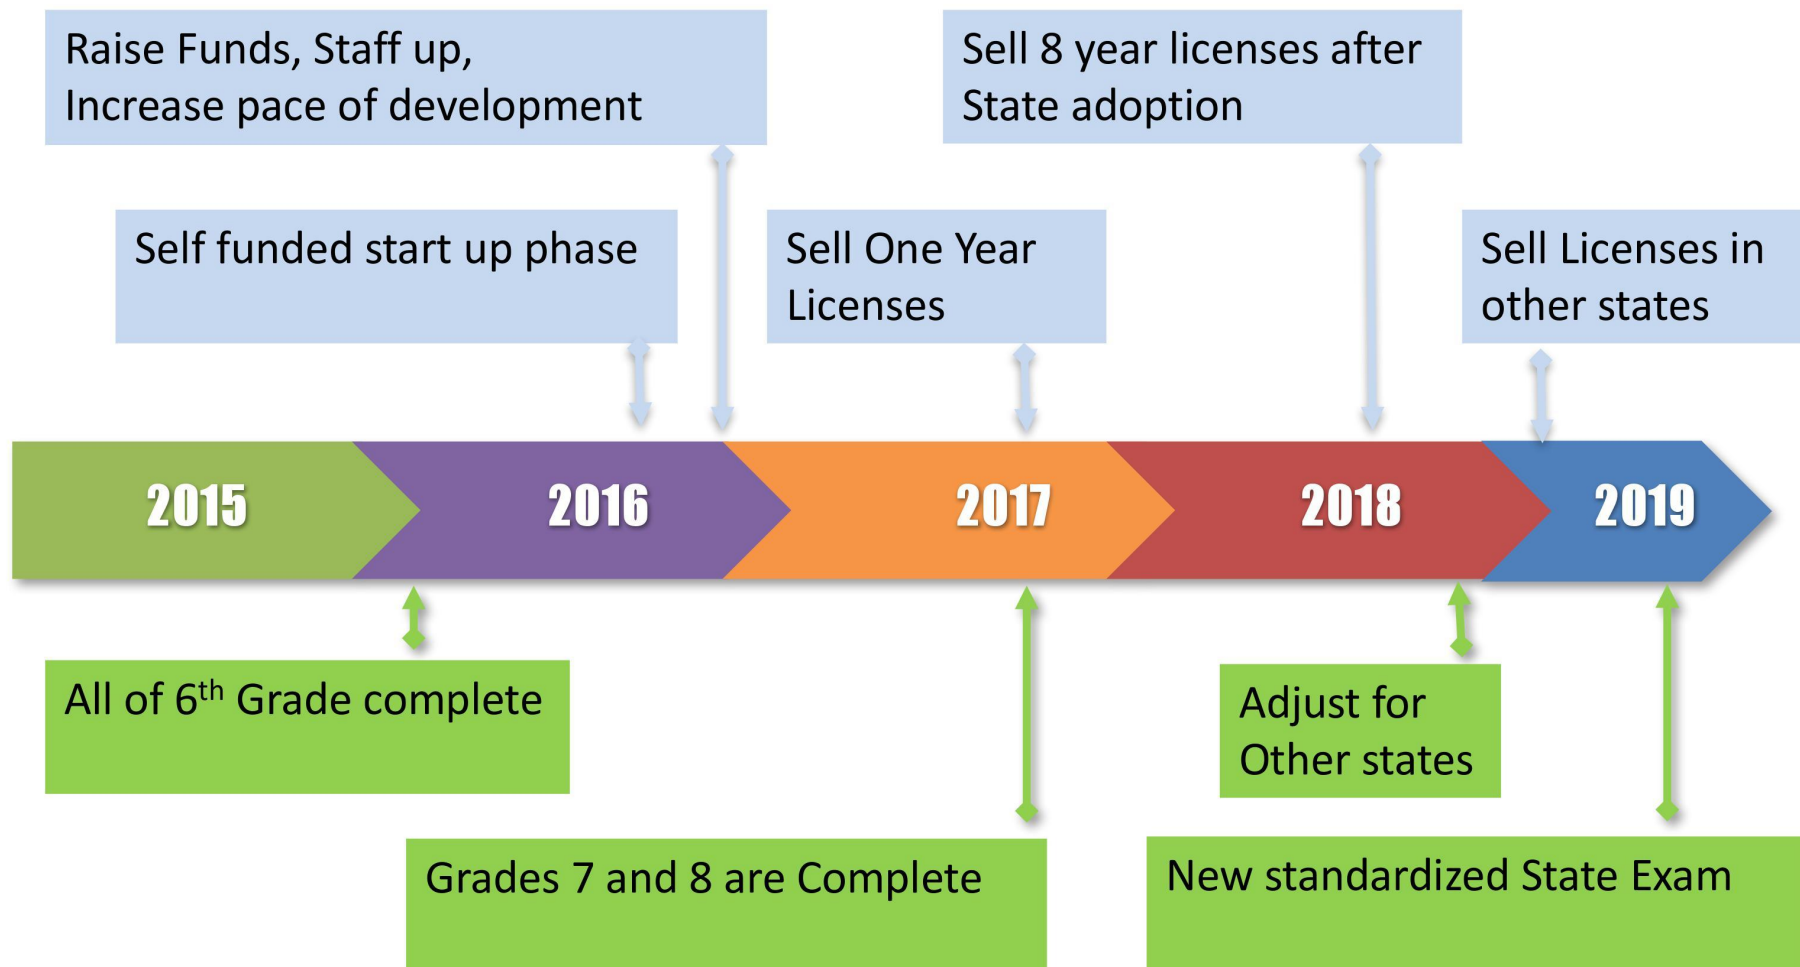 Raise Funds, Staff up,
Increase pace of development
Sell 8 year licenses after
State adoption
Self funded start up phase
Sell One Year
Licenses
Sell Licenses in
other states
2015
2016
2017
2018
2019
All of 6th Grade complete
Adjust for
Other states
Grades 7 and 8 are Complete
New standardized State Exam